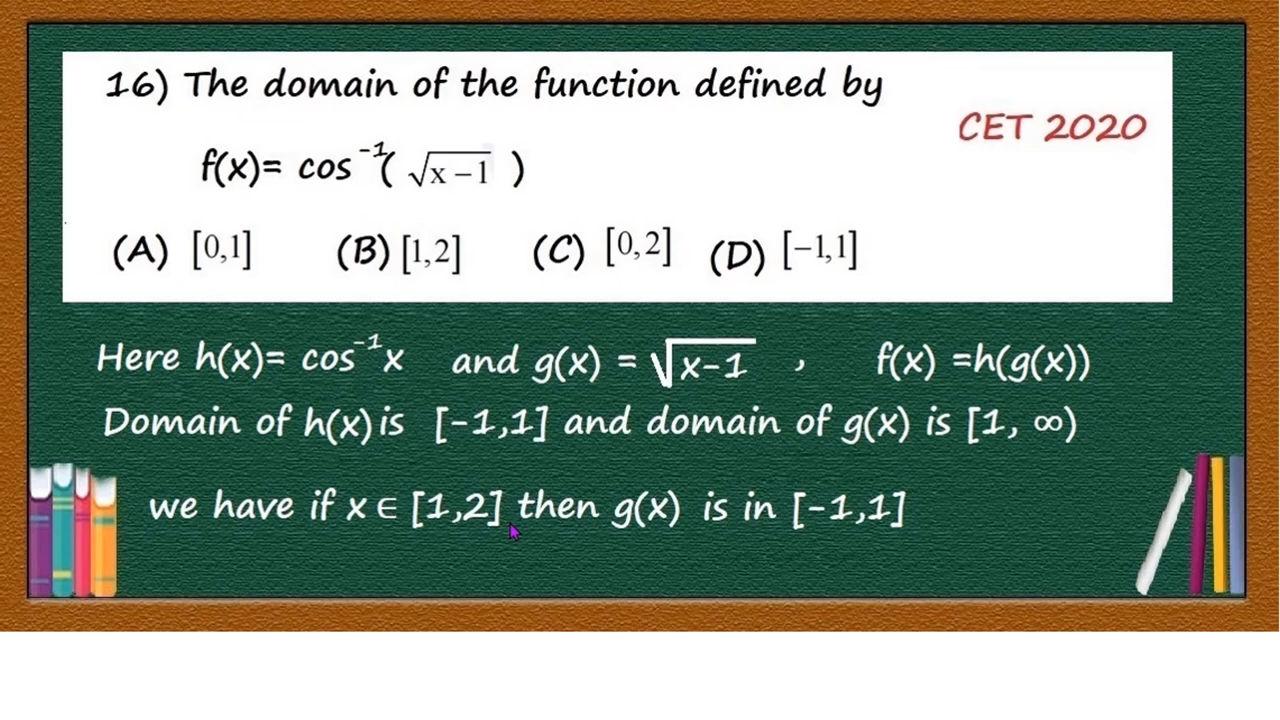 16) The domain of the function defined by
CET 2020
f(x)= cos⁻¹( √x−1 )
(A) [0,1] (B) [1,2] (C) [0,2] (D) [−1,1]
Here h(x)= cos⁻¹x and g(x) = √x-1 , f(x) =h(g(x))
Domain of h(x) is [-1,1] and domain of g(x) is [1, ∞)
we have if x ∈ [1,2] then g(x) is in [-1,1]